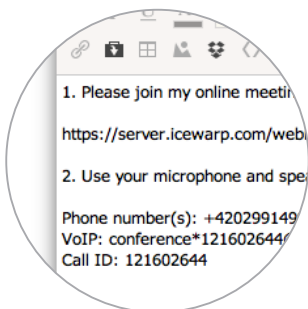 1. Please join my online meetin
https://server.icewarp.com/web
2. Use your microphone and spea
Phone number(s): +420299149
VoIP: conference*121602644
Call ID: 121602644